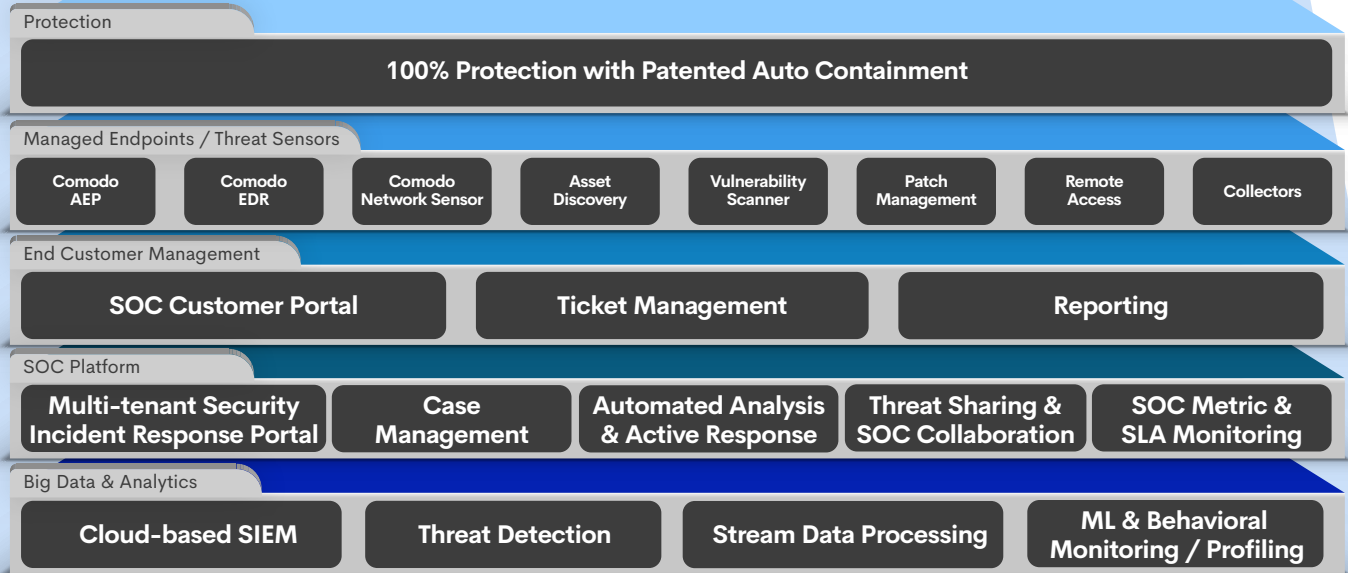 Protection
100% Protection with Patented Auto Containment
Managed Endpoints / Threat Sensors
Comodo
AEP
Comodo
EDR
Comodo
Network Sensor
Asset
Discovery
Vulnerability
Scanner
Patch
Management
Remote
Access
Collectors
End Customer Management
SOC Customer Portal
Ticket Management
Reporting
SOC Platform
Multi-tenant Security
Incident Response Portal
Case
Management
Automated Analysis
& Active Response
Threat Sharing &
SOC Collaboration
SOC Metric &
SLA Monitoring
Big Data & Analytics
Cloud-based SIEM
Threat Detection
Stream Data Processing
ML & Behavioral
Monitoring / Profiling